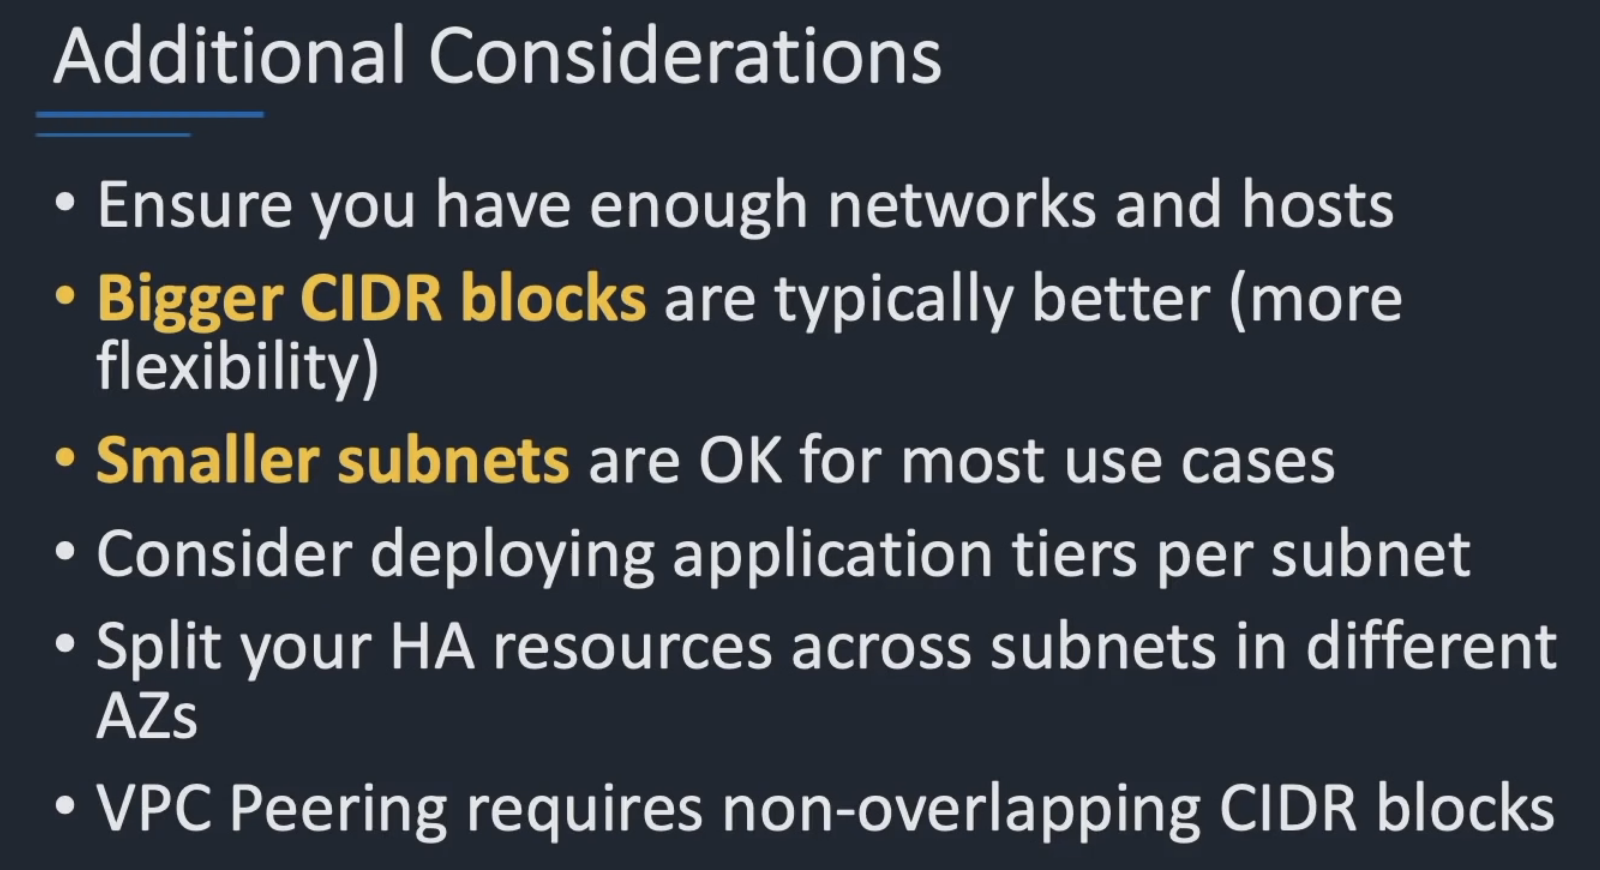 Additional Considerations
• Ensure you have enough networks and hosts
• Bigger CIDR blocks are typically better (more
flexibility)
• Smaller subnets are OK for most use cases
• Consider deploying application tiers per subnet
• Split your HA resources across subnets in different
AZs
• VPC Peering requires non-overlapping CIDR blocks